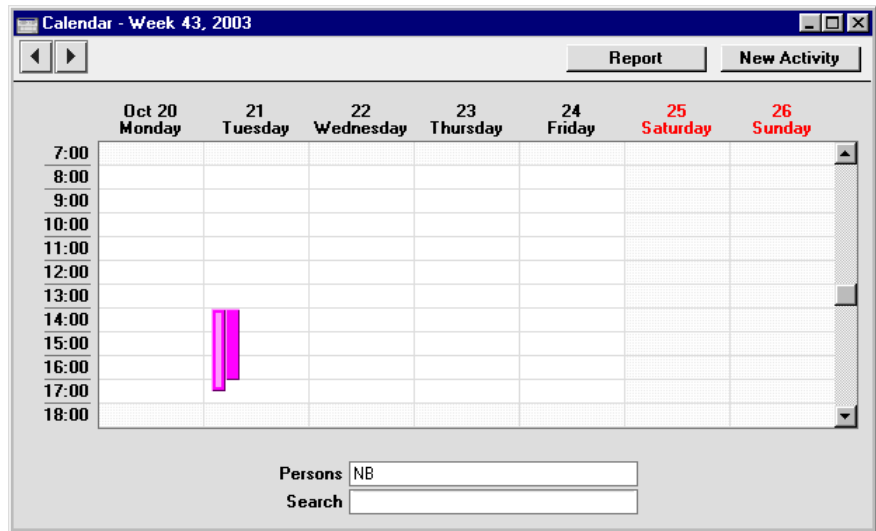 Calendar - Week 43, 2003
Report New Activity
Oct 20 21 22 23 24 25 26
Monday Tuesday Wednesday Thursday Friday Saturday Sunday
7:00
8:00
9:00
10:00
11:00
12:00
13:00
14:00
15:00
16:00
17:00
18:00
Persons NB
Search